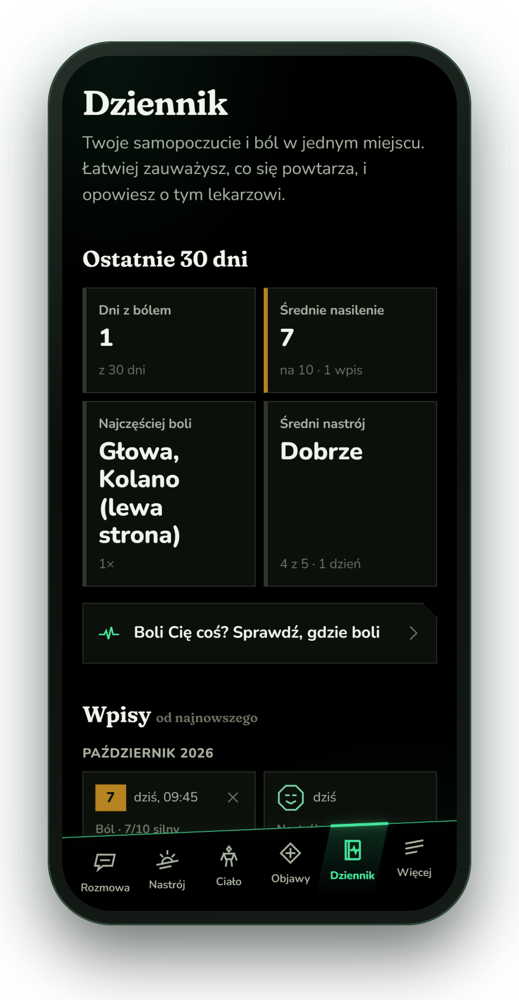 Dziennik
Twoje samopoczucie i ból w jednym miejscu.
Łatwiej zauważysz, co się powtarza, i
opowiesz o tym lekarzowi.
Ostatnie 30 dni
Dni z bólem
1
z 30 dni
Średnie nasilenie
7
na 10 · 1 wpis
Najczęściej boli
Głowa,
Kolano
(lewa
strona)
1×
Średni nastrój
Dobrze
4 z 5 · 1 dzień
Boli Cię coś? Sprawdź, gdzie boli
Wpisy od najnowszego
PAŹDZIERNIK 2026
7 dziś, 09:45
Ból · 7/10 silny
dziś
Rozmowa
Nastrój
Ciało
Objawy
Dziennik
Więcej